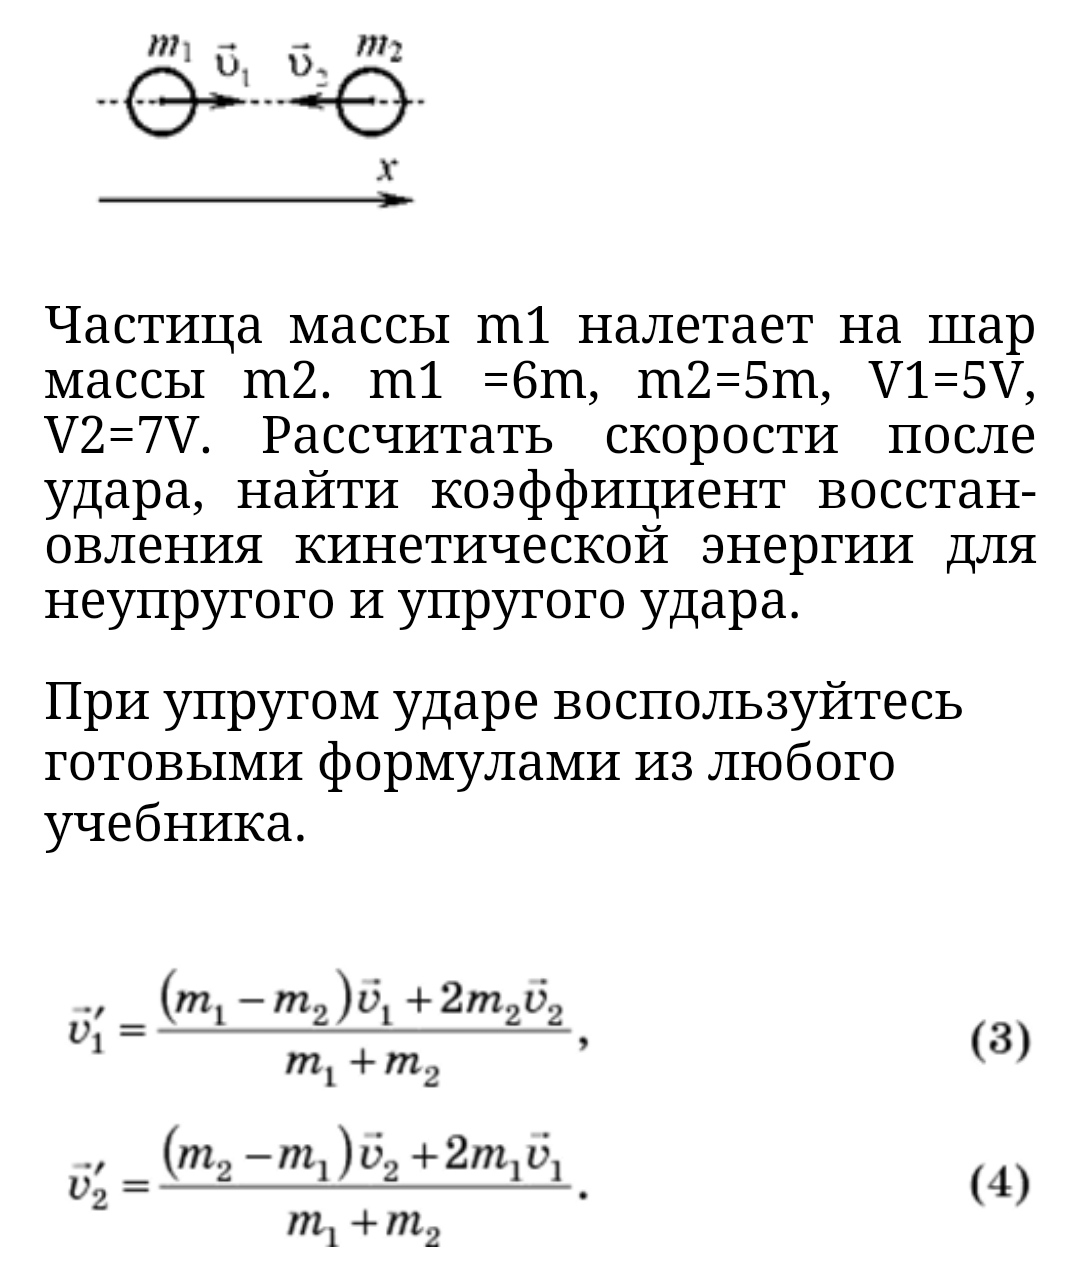 m₁ v⃗₁ v⃗₂ m₂
x
Частица массы m1 налетает на шар
массы m2. m1 =6m, m2=5m, V1=5V,
V2=7V. Рассчитать скорости после
удара, найти коэффициент восстан-
овления кинетической энергии для
неупругого и упругого удара.
При упругом ударе воспользуйтесь
готовыми формулами из любого
учебника.
v⃗₁′ = ((m₁ − m₂)v⃗₁ + 2m₂v⃗₂) / (m₁ + m₂), (3)
v⃗₂′ = ((m₂ − m₁)v⃗₂ + 2m₁v⃗₁) / (m₁ + m₂). (4)